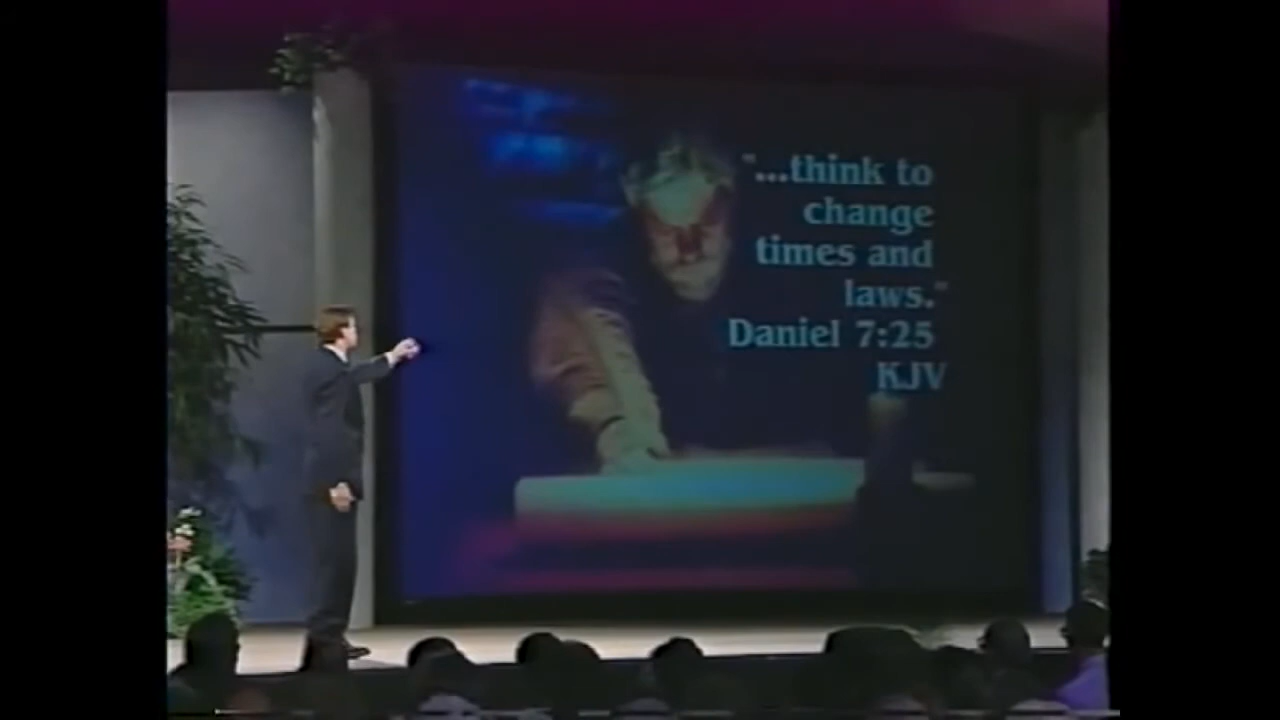 "...think to
change
times and
laws."
Daniel 7:25
KJV